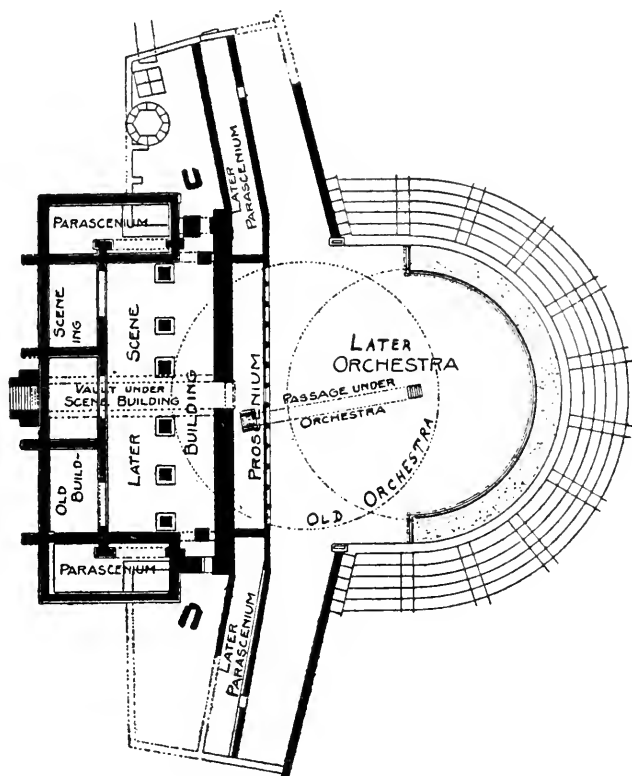 PARASCENIUM
LATER
PARASCENIUM
SCENE
ING
OLD
BUILD-
LATER
SCENE
BUILDING
VAULT UNDER
SCENE BUILDING
PROSCENIUM
LATER
ORCHESTRA
PASSAGE UNDER
ORCHESTRA
OLD ORCHESTRA
PARASCENIUM
LATER
PARASCENIUM